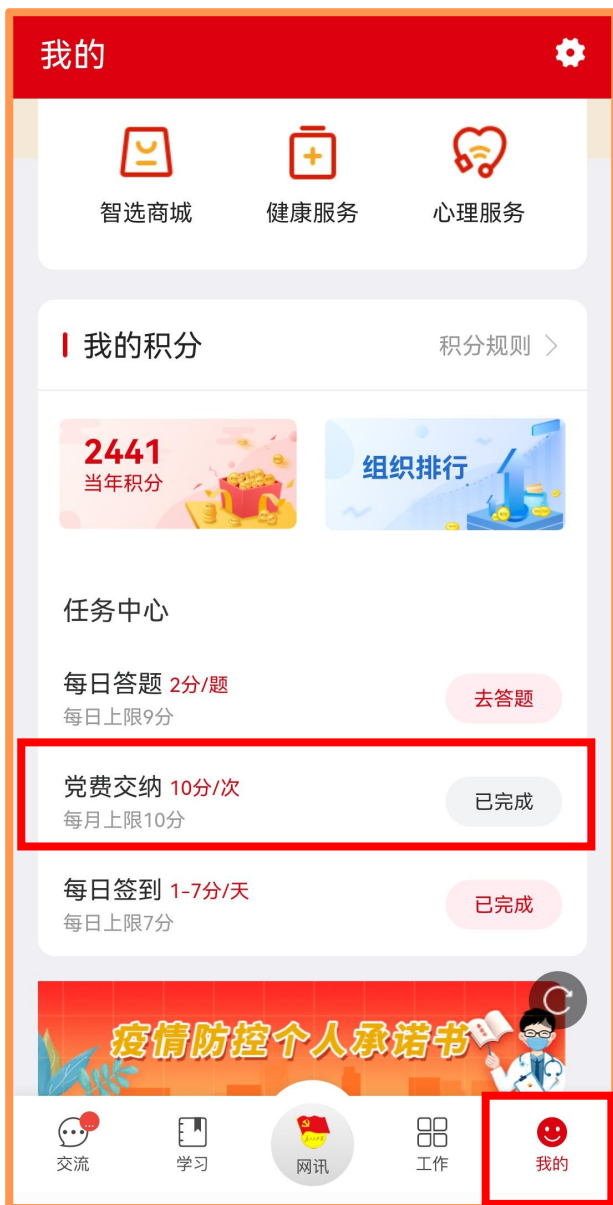 我的
智选商城
健康服务
心理服务
我的积分
积分规则
2441
当年积分
组织排行
任务中心
每日答题 2分/题
每日上限9分
去答题
党费交纳 10分/次
每月上限10分
已完成
每日签到 1-7分/天
每日上限7分
已完成
疫情防控个人承诺书
交流
学习
网讯
工作
我的